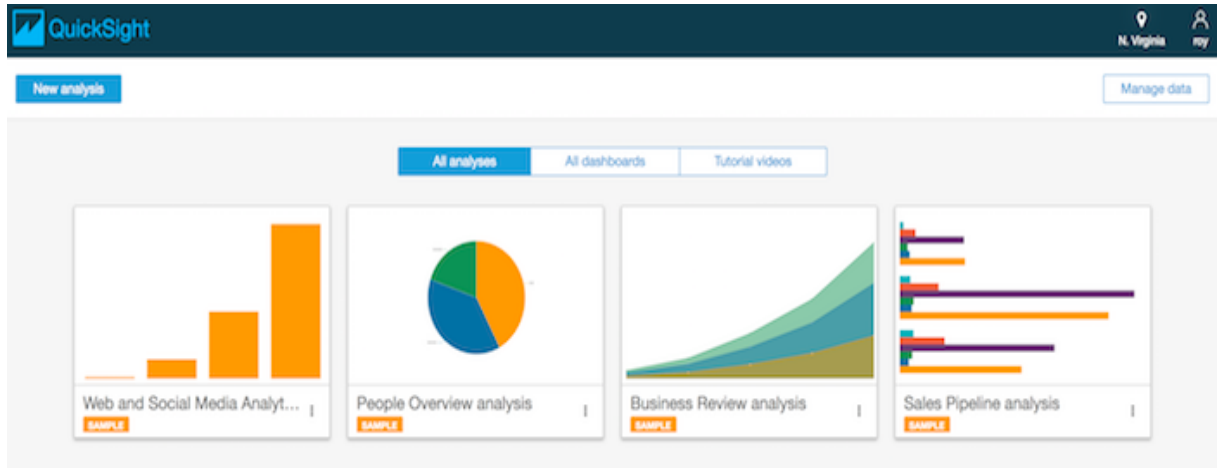 QuickSight
N. Virginia
roy
New analysis
Manage data
All analyses
All dashboards
Tutorial videos
Web and Social Media Analyt...
SAMPLE
People Overview analysis
SAMPLE
Business Review analysis
SAMPLE
Sales Pipeline analysis
SAMPLE